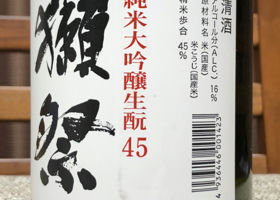 獺祭
純米大吟醸生酛
45
清酒
アルコール分(ALC.) 16%
原材料名 米(国産)
米こうじ(国産米)
精米歩合 45%
4936446001423